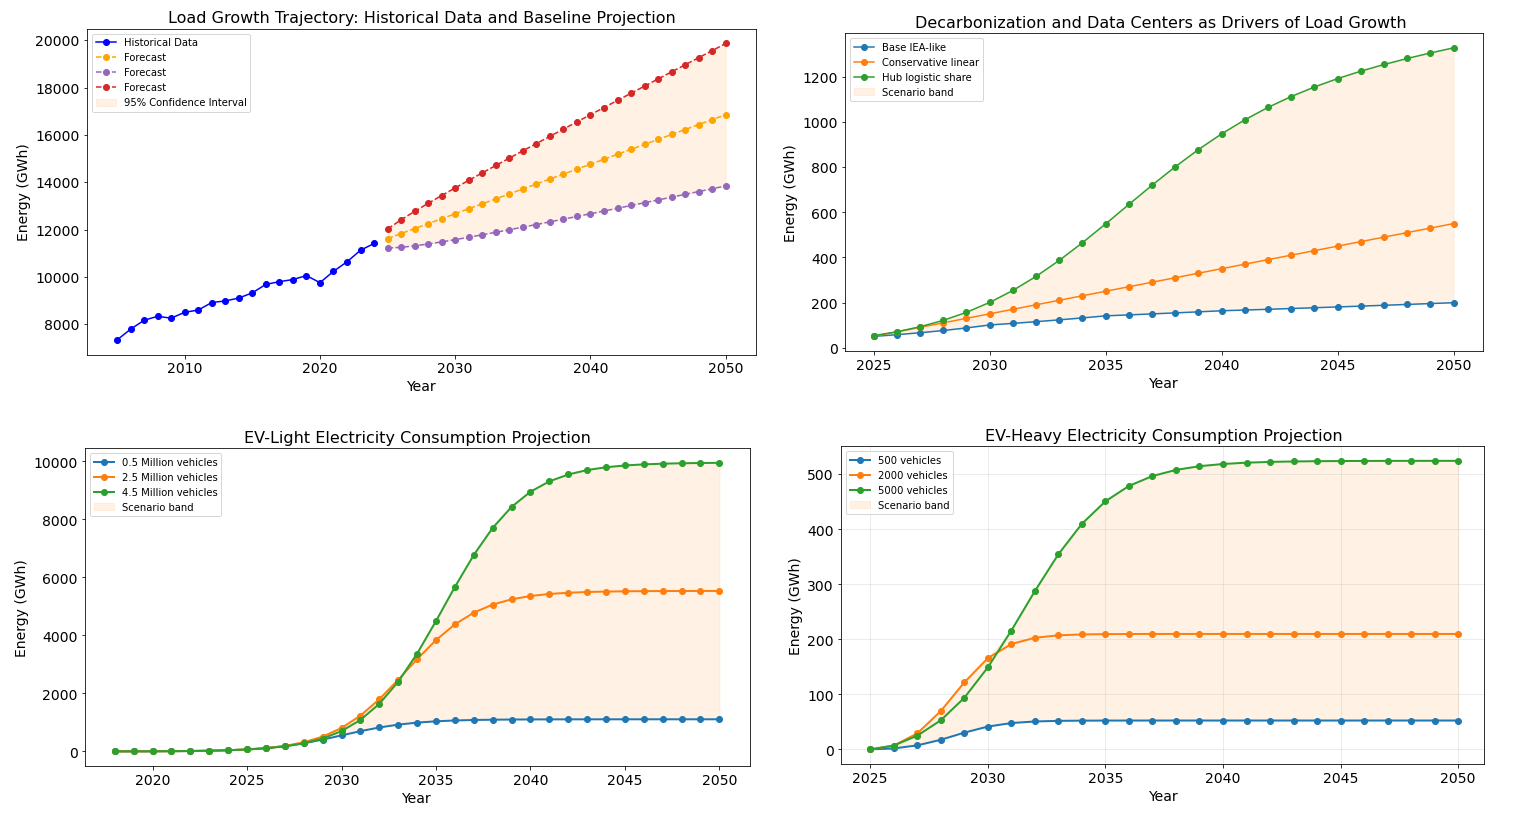 Load Growth Trajectory: Historical Data and Baseline Projection
Energy (GWh)
20000
18000
16000
14000
12000
10000
8000
Historical Data
Forecast
Forecast
Forecast
95% Confidence Interval
2010
2020
2030
2040
2050
Year
Decarbonization and Data Centers as Drivers of Load Growth
Energy (GWh)
1200
1000
800
600
400
200
0
Base IEA-like
Conservative linear
Hub logistic share
Scenario band
2025
2030
2035
2040
2045
2050
Year
EV-Light Electricity Consumption Projection
Energy (GWh)
10000
8000
6000
4000
2000
0
0.5 Million vehicles
2.5 Million vehicles
4.5 Million vehicles
Scenario band
2020
2025
2030
2035
2040
2045
2050
Year
EV-Heavy Electricity Consumption Projection
Energy (GWh)
500
400
300
200
100
0
500 vehicles
2000 vehicles
5000 vehicles
Scenario band
2025
2030
2035
2040
2045
2050
Year